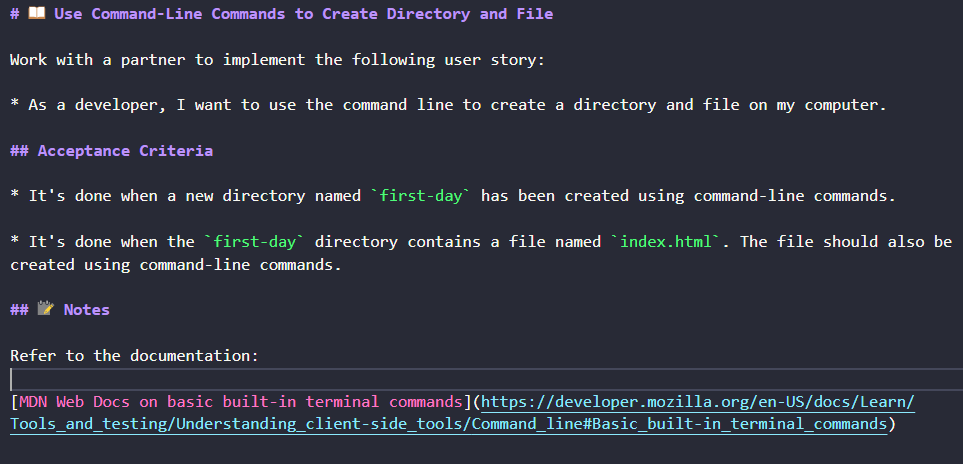 # 📖 Use Command-Line Commands to Create Directory and File
Work with a partner to implement the following user story:
* As a developer, I want to use the command line to create a directory and file on my computer.
## Acceptance Criteria
* It's done when a new directory named `first-day` has been created using command-line commands.
* It's done when the `first-day` directory contains a file named `index.html`. The file should also be
created using command-line commands.
## 📝 Notes
Refer to the documentation:
[MDN Web Docs on basic built-in terminal commands](https://developer.mozilla.org/en-US/docs/Learn/
Tools_and_testing/Understanding_client-side_tools/Command_line#Basic_built-in_terminal_commands)